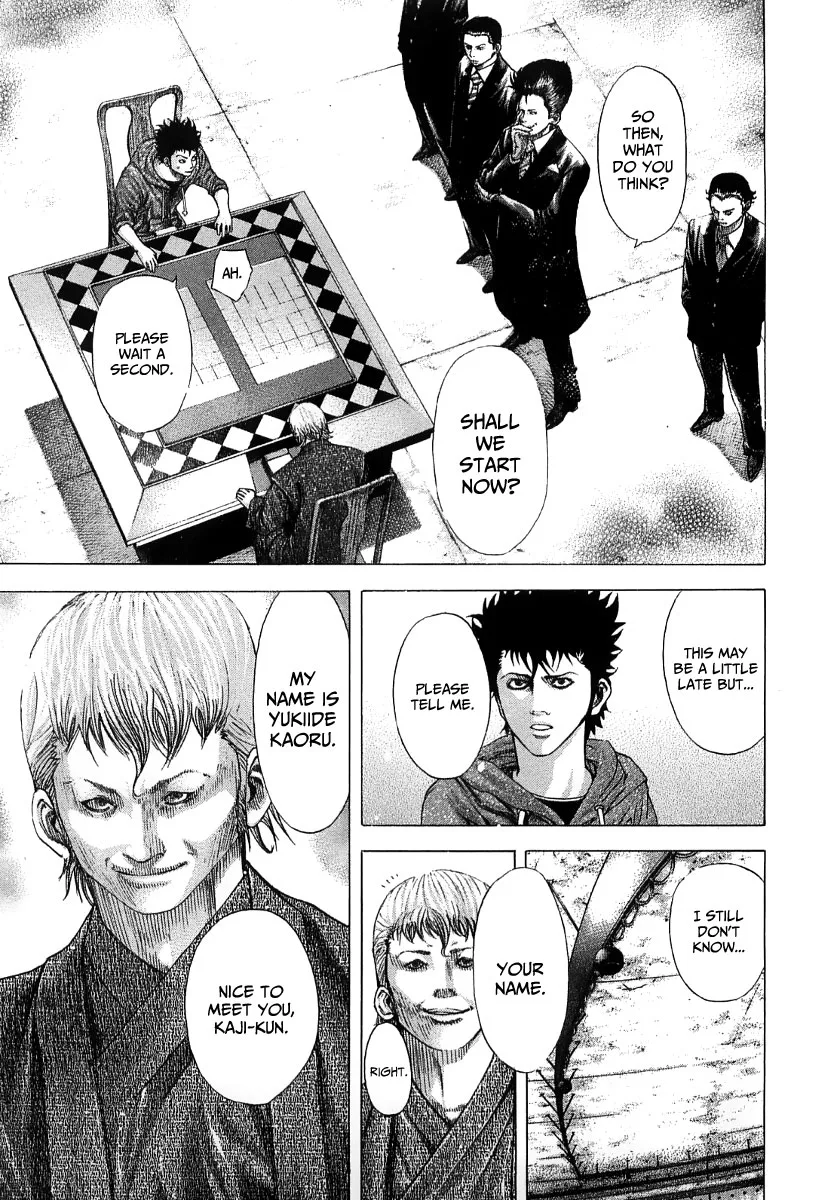 SO
THEN,
WHAT
DO YOU
THINK?
SHALL
WE
START
NOW?
AH.
PLEASE
WAIT A
SECOND.
THIS MAY
BE A LITTLE
LATE BUT...
PLEASE
TELL ME.
I STILL
DON'T
KNOW...
YOUR
NAME.
RIGHT.
MY
NAME IS
YUKIIDE
KAORU.
NICE TO
MEET YOU,
KAJI-KUN.